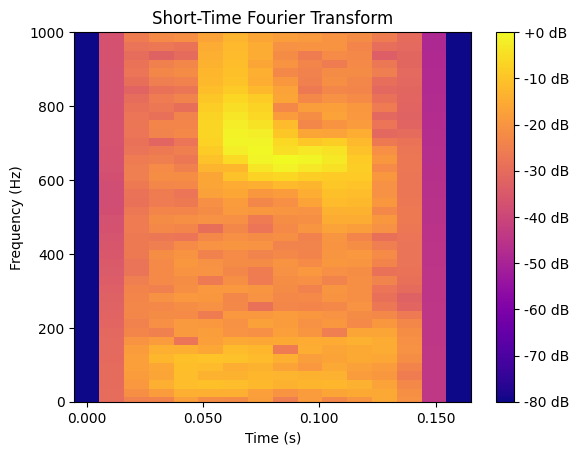 Short-Time Fourier Transform
1000
800
600
400
200
0
Frequency (Hz)
0.000
0.050
0.100
0.150
Time (s)
+0 dB
-10 dB
-20 dB
-30 dB
-40 dB
-50 dB
-60 dB
-70 dB
-80 dB